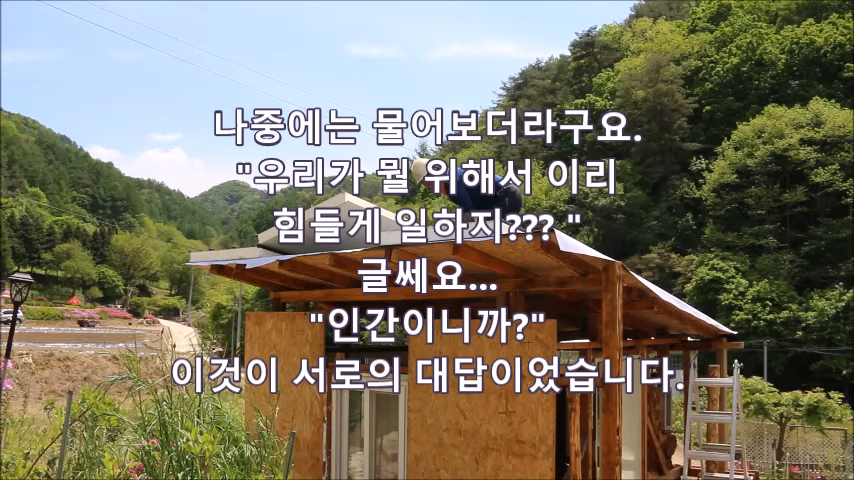 나중에는 물어보더라구요.
"우리가 뭘 위해서 이리
힘들게 일하지??? "
글쎄요...
"인간이니까?"
이것이 서로의 대답이었습니다.